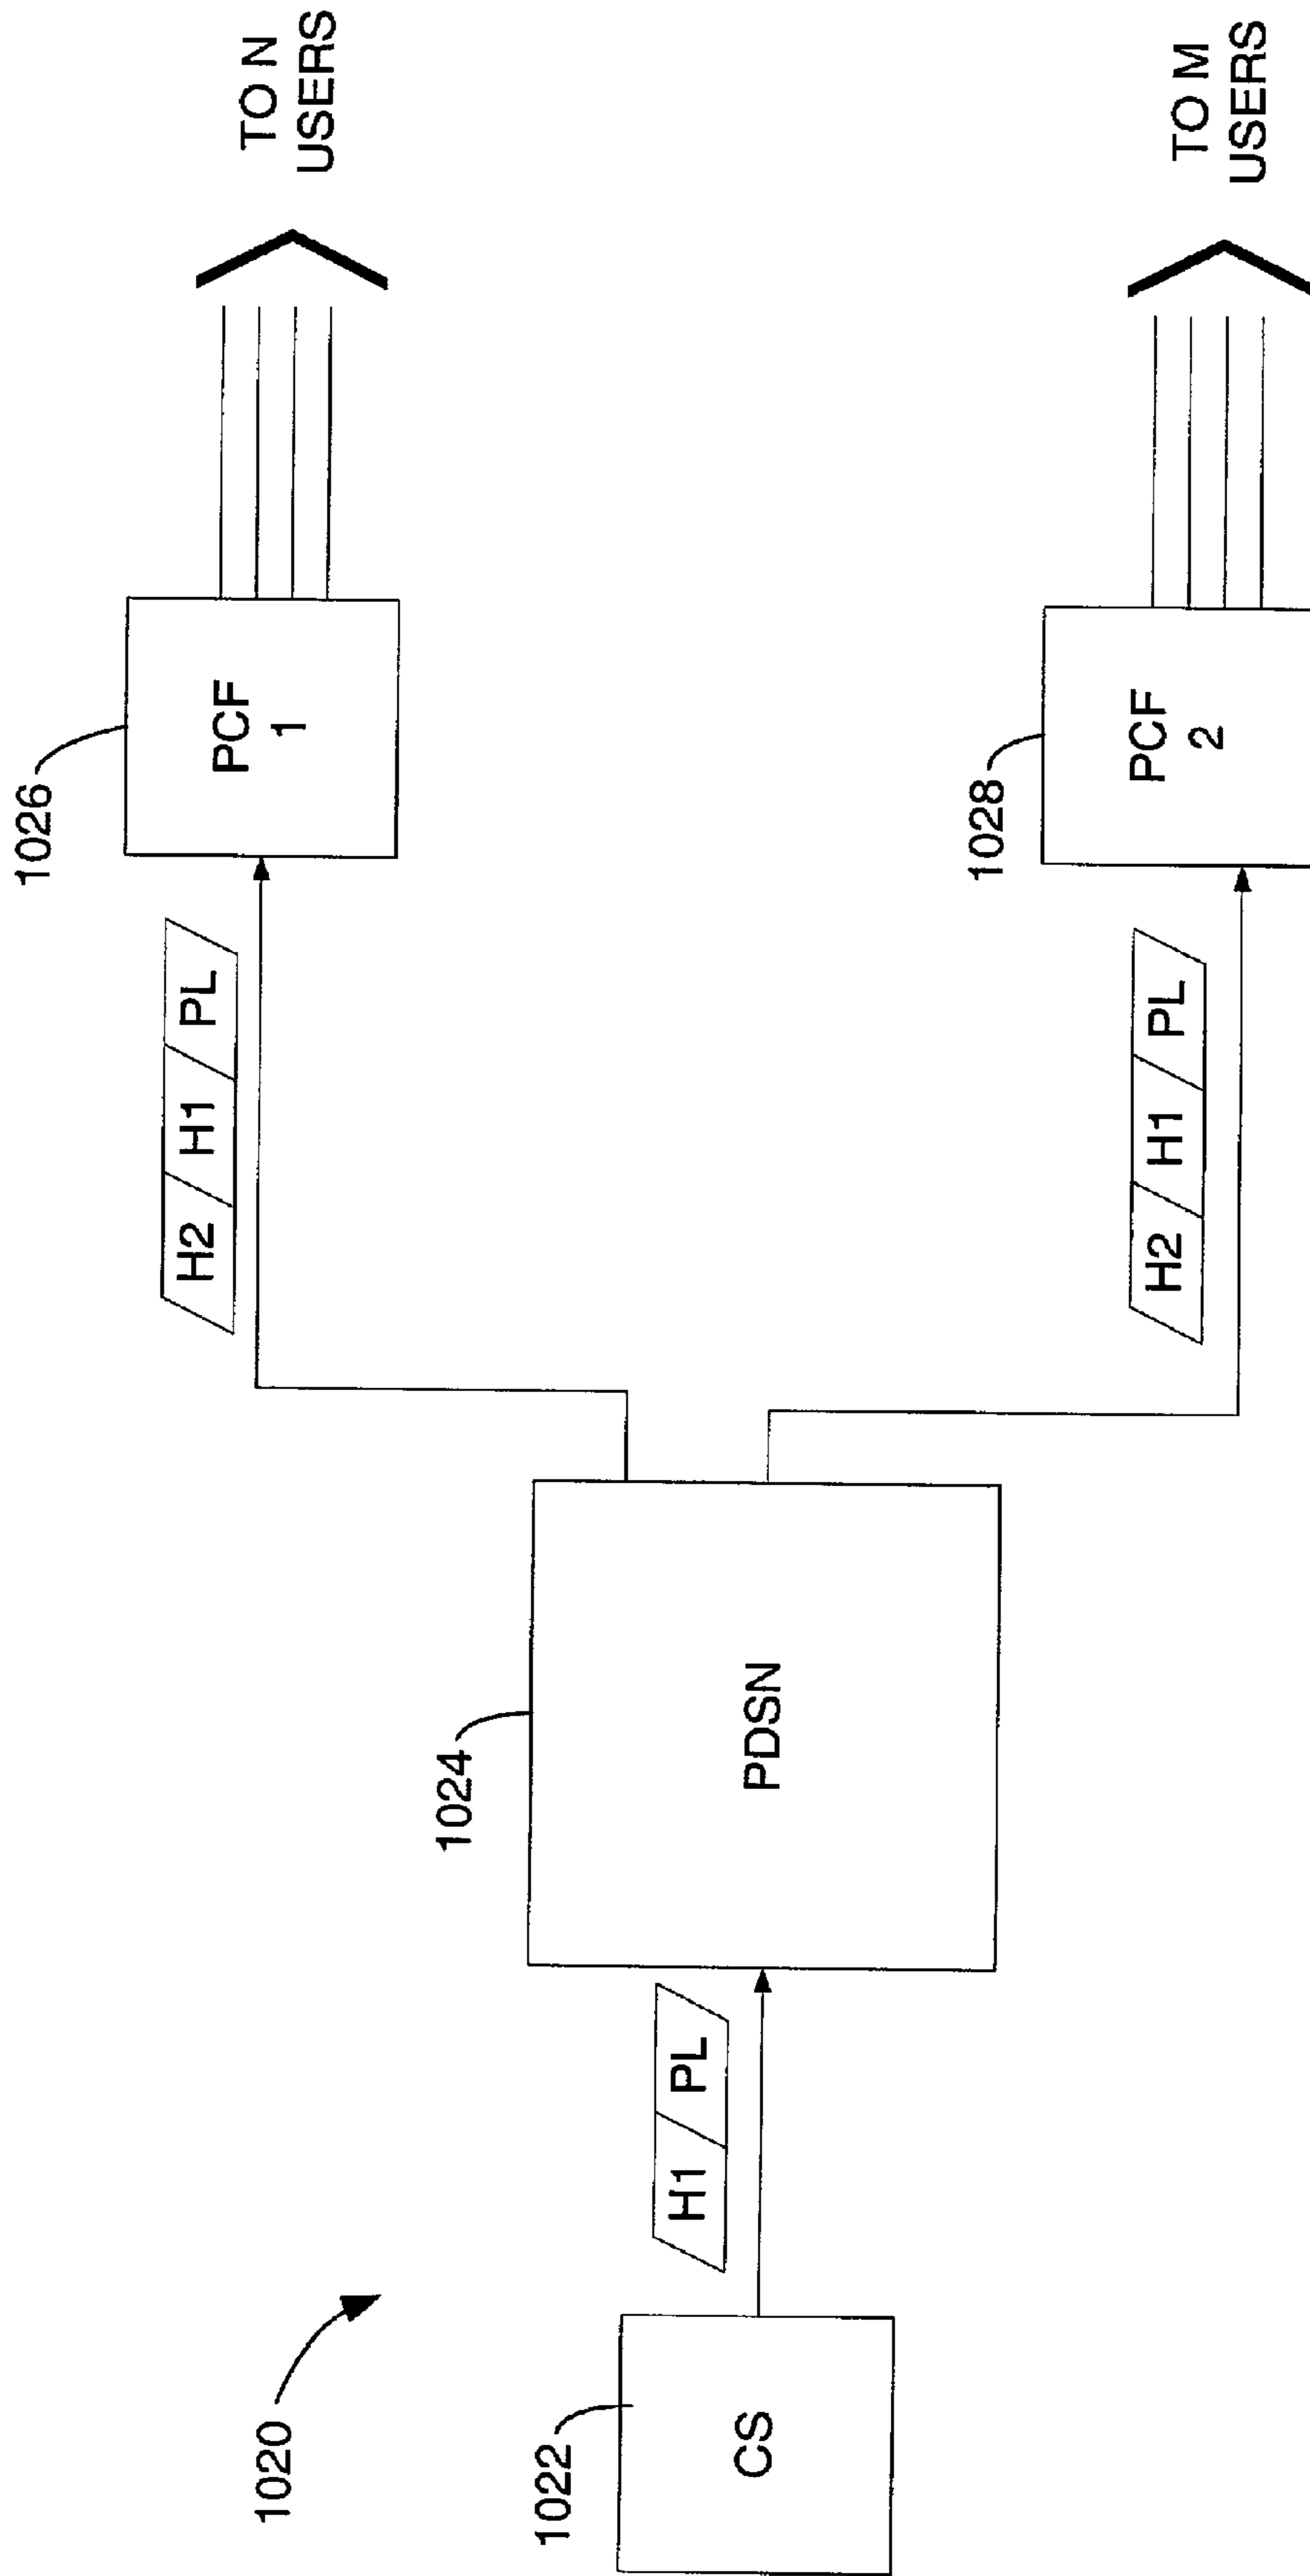 1020
1022
CS
H1 PL
1024
PDSN
H2 H1 PL
1026
PCF
1
TO N
USERS
H2 H1 PL
1028
PCF
2
TO M
USERS